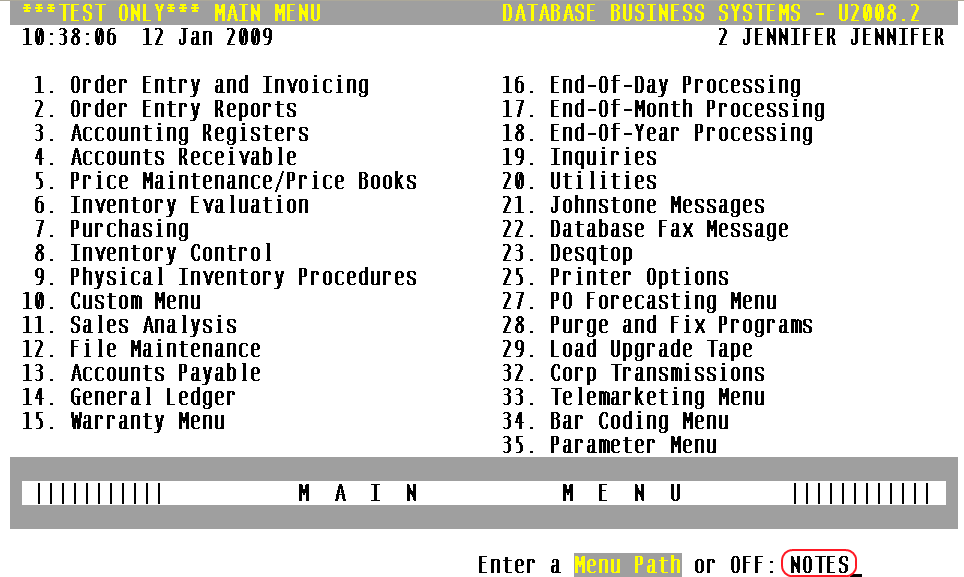 ***TEST ONLY*** MAIN MENU DATABASE BUSINESS SYSTEMS - U2008.2
10:38:06 12 Jan 2009 2 JENNIFER JENNIFER
1. Order Entry and Invoicing 16. End-Of-Day Processing
2. Order Entry Reports 17. End-Of-Month Processing
3. Accounting Registers 18. End-Of-Year Processing
4. Accounts Receivable 19. Inquiries
5. Price Maintenance/Price Books 20. Utilities
6. Inventory Evaluation 21. Johnstone Messages
7. Purchasing 22. Database Fax Message
8. Inventory Control 23. Desqtop
9. Physical Inventory Procedures 25. Printer Options
10. Custom Menu 27. PO Forecasting Menu
11. Sales Analysis 28. Purge and Fix Programs
12. File Maintenance 29. Load Upgrade Tape
13. Accounts Payable 32. Corp Transmissions
14. General Ledger 33. Telemarketing Menu
15. Warranty Menu 34. Bar Coding Menu
35. Parameter Menu
||||||||||| M A I N M E N U ||||||||||||
Enter a Menu Path or OFF: NOTES_